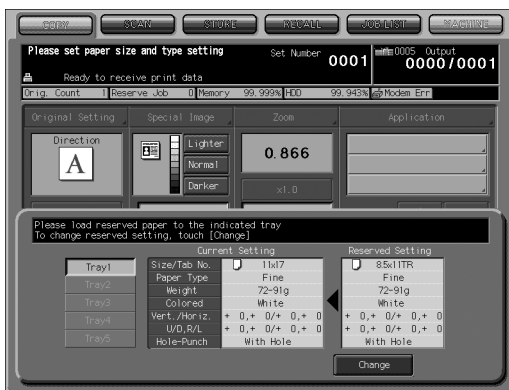 COPY SCAN STORE RECALL JOB LIST MACHINE
Please set paper size and type setting
Set Number 0001
0005 Output
0000/0001
Ready to receive print data
Orig. Count 1 Reserve Job 0 Memory 99.999% HDD 99.943% Modem Err
Original Setting Special Image Zoom Application
Direction
A
Lighter
Normal
Darker
0.866
x1.0
Please load reserved paper to the indicated tray
To change reserved setting, touch [Change]
Current Setting Reserved Setting
Tray1
Tray2
Tray3
Tray4
Tray5
Size/Tab No. 11x17 8.5x11TR
Paper Type Fine Fine
Weight 72-91g 72-91g
Colored White White
Vert./Horiz. + 0,+ 0/+ 0,+ 0 + 0,+ 0/+ 0,+ 0
U/D,R/L + 0,+ 0/+ 0,+ 0 + 0,+ 0/+ 0,+ 0
Hole-Punch With Hole With Hole
Change